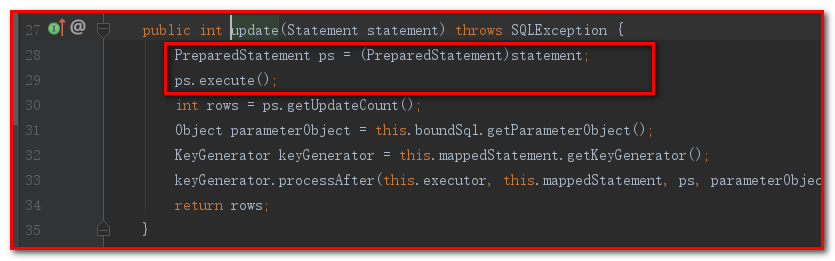 27 @ public int update(Statement statement) throws SQLException {
28 PreparedStatement ps = (PreparedStatement)statement;
29 ps.execute();
30 int rows = ps.getUpdateCount();
31 Object parameterObject = this.boundSql.getParameterObject();
32 KeyGenerator keyGenerator = this.mappedStatement.getKeyGenerator();
33 keyGenerator.processAfter(this.executor, this.mappedStatement, ps, parameterObjec
34 return rows;
35 }